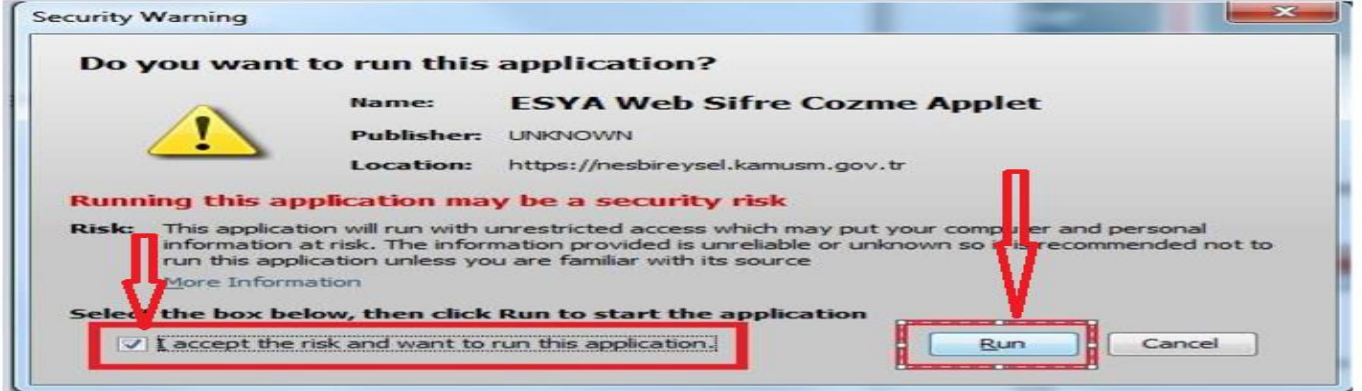 Security Warning
Do you want to run this application?
Name: ESYA Web Sifre Cozme Applet
Publisher: UNKNOWN
Location: https://nesbireysel.kamusm.gov.tr
Running this application may be a security risk
Risk: This application will run with unrestricted access which may put your computer and personal
information at risk. The information provided is unreliable or unknown so it is recommended not to
run this application unless you are familiar with its source
More Information
Select the box below, then click Run to start the application
I accept the risk and want to run this application.
Run Cancel